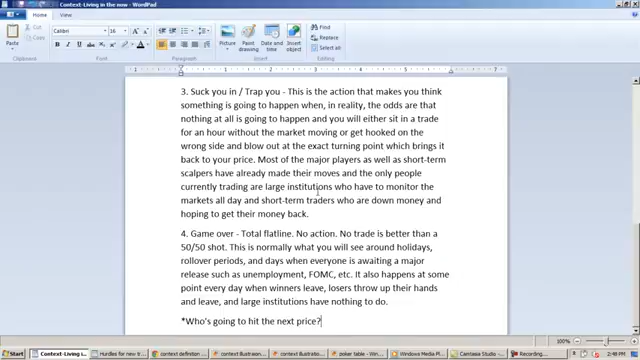 Context-Living in the now - WordPad
Home View
Paste
Calibri 16
Clipboard Font Paragraph
Picture Paint drawing Date and time Insert object
Insert
Find
Replace
Select all
Editing
3. Suck you in / Trap you - This is the action that makes you think
something is going to happen when, in reality, the odds are that
nothing at all is going to happen and you will either sit in a trade
for an hour without the market moving or get hooked on the
wrong side and blow out at the exact turning point which brings it
back to your price. Most of the major players as well as short-term
scalpers have already made their moves and the only people
currently trading are large institutions who have to monitor the
markets all day and short-term traders who are down money and
hoping to get their money back.
4. Game over - Total flatline. No action. No trade is better than a
50/50 shot. This is normally what you will see around holidays,
rollover periods, and days when everyone is awaiting a major
release such as unemployment, FOMC, etc. It also happens at some
point every day when winners leave, losers throw up their hands
and leave, and large institutions have nothing to do.
*Who's going to hit the next price?
100%
Start Context-Living in ... Hurdles for new trad... context definition ... context illustration... context illustration... poker table ... Windows Media Player Camtasia Studio - ... Recording... 2:48 PM